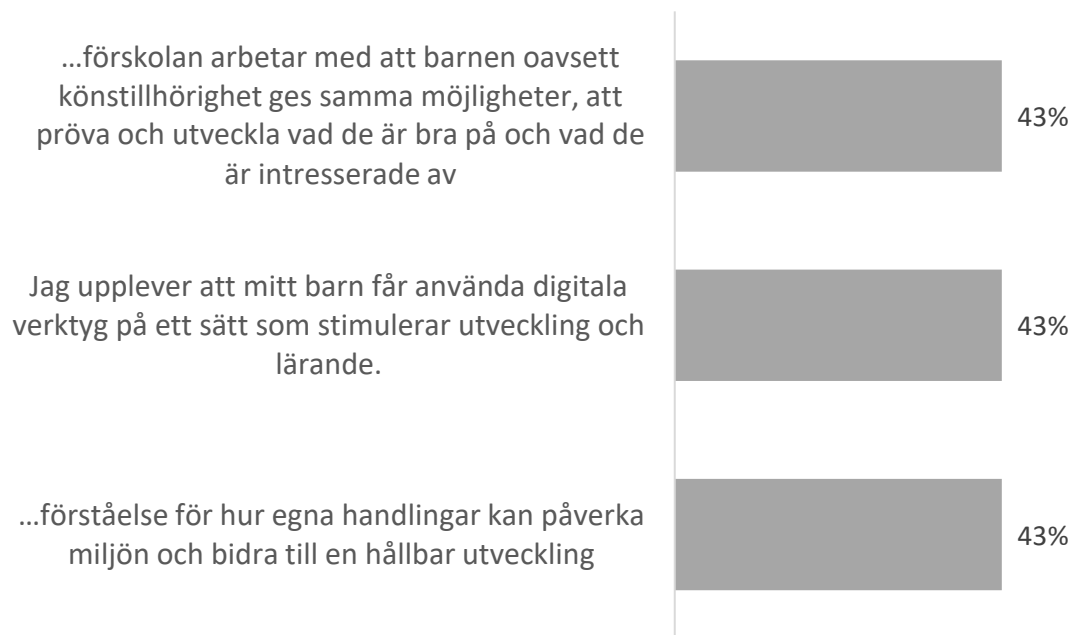 ...förskolan arbetar med att barnen oavsett
könstillhörighet ges samma möjligheter, att
pröva och utveckla vad de är bra på och vad de
är intresserade av
43%
Jag upplever att mitt barn får använda digitala
verktyg på ett sätt som stimulerar utveckling och
lärande.
43%
...förståelse för hur egna handlingar kan påverka
miljön och bidra till en hållbar utveckling
43%